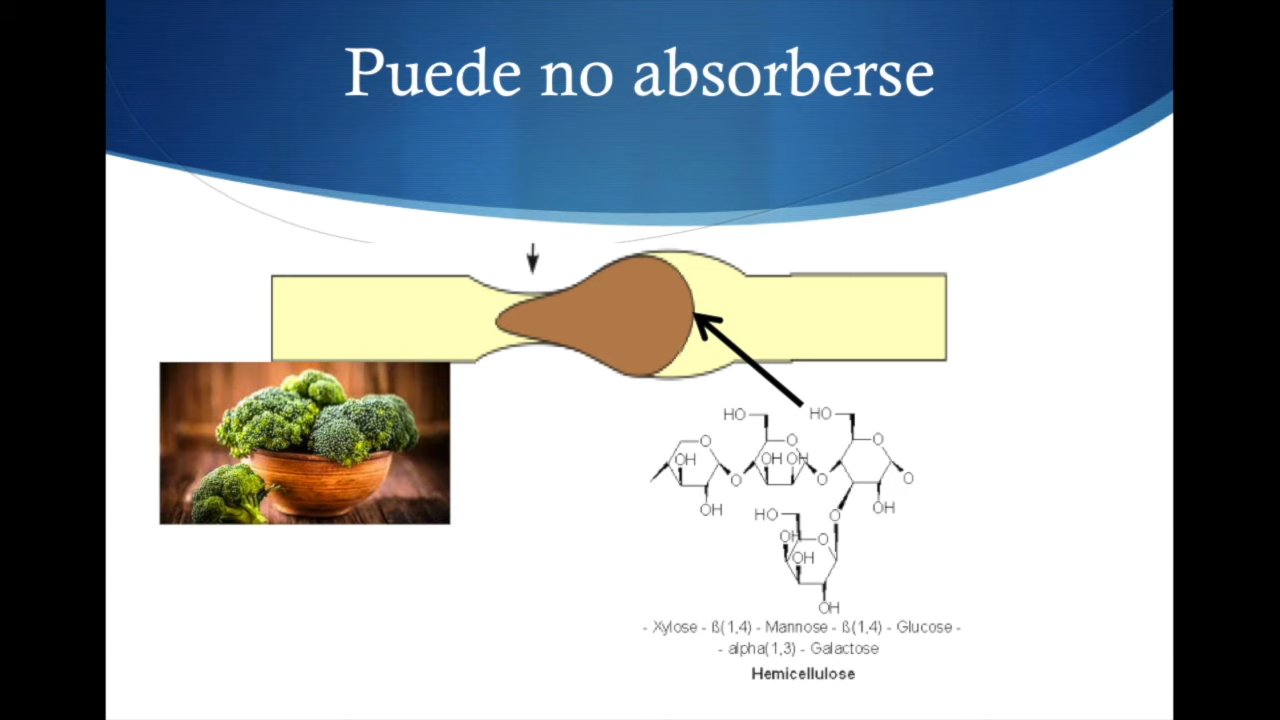 Puede no absorberse
HO
HO
O
O
O
OH
OH
OH
O
O
O
OH
OH
HO
O
OH
O
OH
OH
- Xylose - ß(1,4) - Mannose - ß(1,4) - Glucose -
- alpha(1,3) - Galactose
Hemicellulose